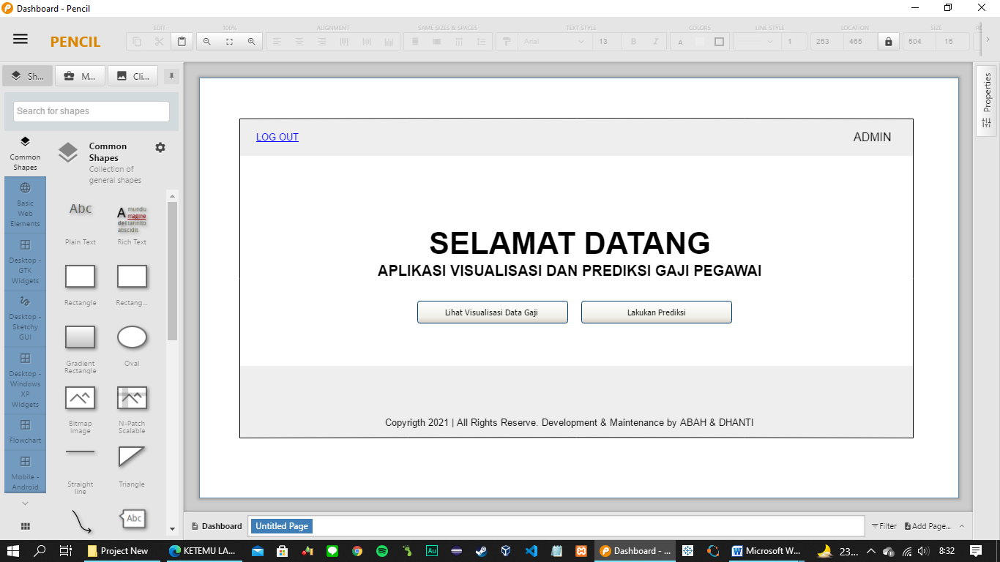 Dashboard - Pencil
PENCIL
EDIT
100%
ALIGNMENT
SAME SIZES & SPACES
TEXT STYLE
COLORS
LINE STYLE
LOCATION
SIZE
Arial
13
B
I
A
1
253
465
504
15
Sh...
M...
Cli...
Search for shapes
Common Shapes
Basic Web Elements
Desktop - GTK Widgets
Desktop - Sketchy GUI
Desktop - Windows XP Widgets
Flowchart
Mobile - Android
Common Shapes
Collection of general shapes
Abc
A mundu
magine
del tannito
abscidit
Plain Text
Rich Text
Rectangle
Rectang...
Gradient Rectangle
Oval
Bitmap Image
N-Patch Scalable
Straight line
Triangle
Abc
LOG OUT
ADMIN
SELAMAT DATANG
APLIKASI VISUALISASI DAN PREDIKSI GAJI PEGAWAI
Lihat Visualisasi Data Gaji
Lakukan Prediksi
Copyrigth 2021 | All Rights Reserve. Development & Maintenance by ABAH & DHANTI
Properties
Dashboard
Untitled Page
Filter
Add Page...
Project New
KETEMU LA...
Dashboard - ...
Microsoft W...
23...
8:32